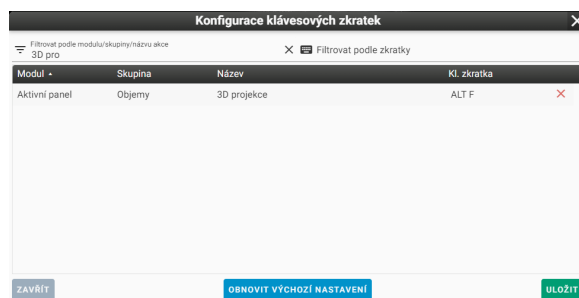 Konfigurace klávesových zkratek
Filtrovat podle modulu/skupiny/názvu akce
3D pro
Filtrovat podle zkratky
Modul Skupina Název Kl. zkratka
Aktivní panel Objemy 3D projekce ALT F
ZAVŘÍT OBNOVIT VÝCHOZÍ NASTAVENÍ ULOŽIT